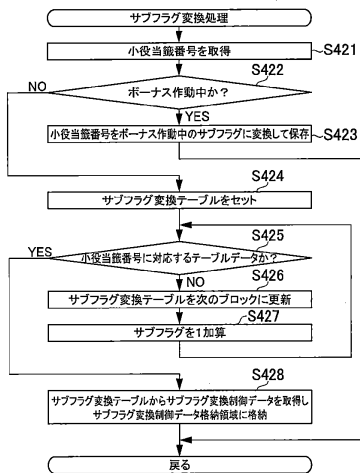 サブフラグ変換処理
小役当籤番号を取得
S421
S422
ボーナス作動中か?
NO
YES
小役当籤番号をボーナス作動中のサブフラグに変換して保存
S423
S424
サブフラグ変換テーブルをセット
S425
小役当籤番号に対応するテーブルデータか?
YES
NO
S426
サブフラグ変換テーブルを次のブロックに更新
S427
サブフラグを1加算
S428
サブフラグ変換テーブルからサブフラグ変換制御データを取得し
サブフラグ変換制御データ格納領域に格納
戻る